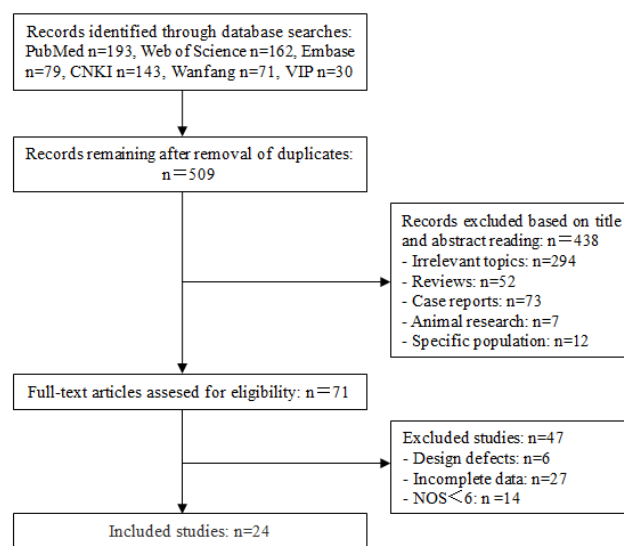 Records identified through database searches:
PubMed n=193, Web of Science n=162, Embase
n=79, CNKI n=143, Wanfang n=71, VIP n=30
Records remaining after removal of duplicates:
n＝509
Records excluded based on title
and abstract reading: n＝438
- Irrelevant topics: n=294
- Reviews: n=52
- Case reports: n=73
- Animal research: n=7
- Specific population: n=12
Full-text articles assesed for eligibility: n＝71
Excluded studies: n=47
- Design defects: n=6
- Incomplete data: n=27
- NOS＜6: n =14
Included studies: n=24